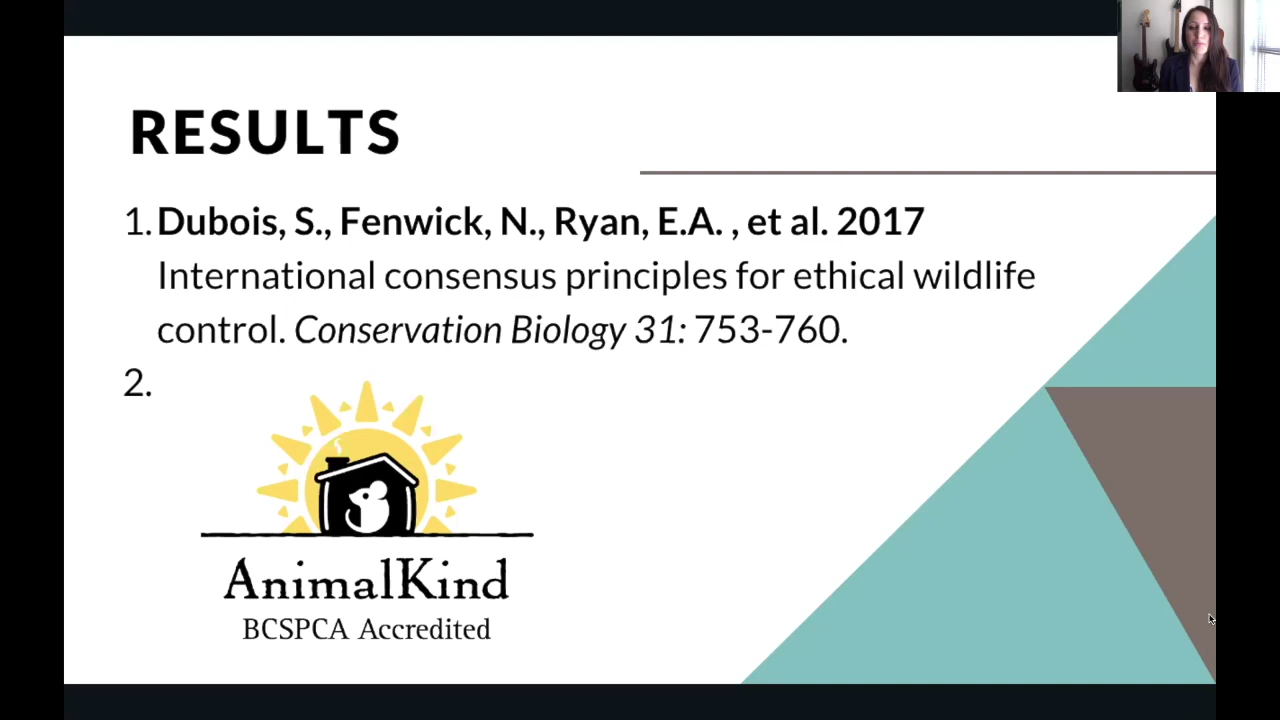 RESULTS
1. Dubois, S., Fenwick, N., Ryan, E.A. , et al. 2017
International consensus principles for ethical wildlife
control. Conservation Biology 31: 753-760.
2.
AnimalKind
BCSPCA Accredited